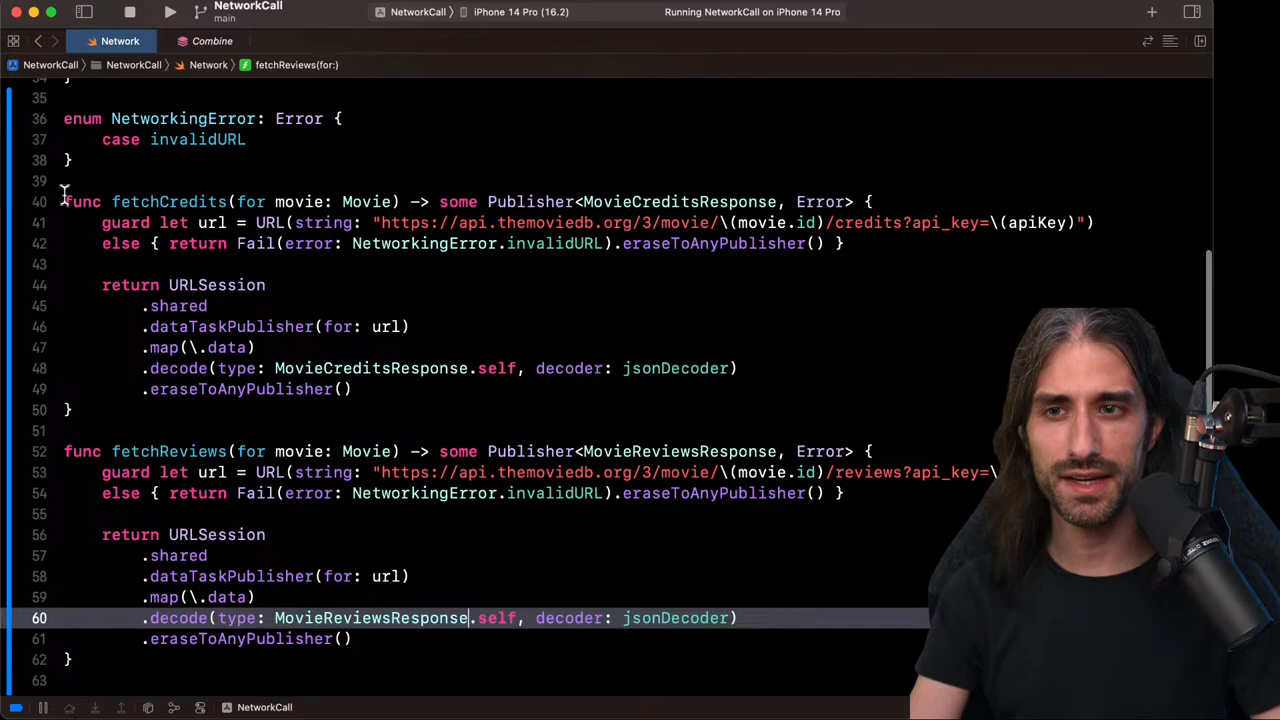 NetworkCall
main
NetworkCall 〉 iPhone 14 Pro (16.2)
Running NetworkCall on iPhone 14 Pro
Network
Combine
NetworkCall 〉 NetworkCall 〉 Network 〉 fetchReviews(for:)
34 }
35
36 enum NetworkingError: Error {
37     case invalidURL
38 }
39
40 func fetchCredits(for movie: Movie) -> some Publisher<MovieCreditsResponse, Error> {
41     guard let url = URL(string: "https://api.themoviedb.org/3/movie/\(movie.id)/credits?api_key=\(apiKey)")
42     else { return Fail(error: NetworkingError.invalidURL).eraseToAnyPublisher() }
43
44     return URLSession
45         .shared
46         .dataTaskPublisher(for: url)
47         .map(\.data)
48         .decode(type: MovieCreditsResponse.self, decoder: jsonDecoder)
49         .eraseToAnyPublisher()
50 }
51
52 func fetchReviews(for movie: Movie) -> some Publisher<MovieReviewsResponse, Error> {
53     guard let url = URL(string: "https://api.themoviedb.org/3/movie/\(movie.id)/reviews?api_key=\
54     else { return Fail(error: NetworkingError.invalidURL).eraseToAnyPublisher() }
55
56     return URLSession
57         .shared
58         .dataTaskPublisher(for: url)
59         .map(\.data)
60         .decode(type: MovieReviewsResponse.self, decoder: jsonDecoder)
61         .eraseToAnyPublisher()
62 }
63
NetworkCall